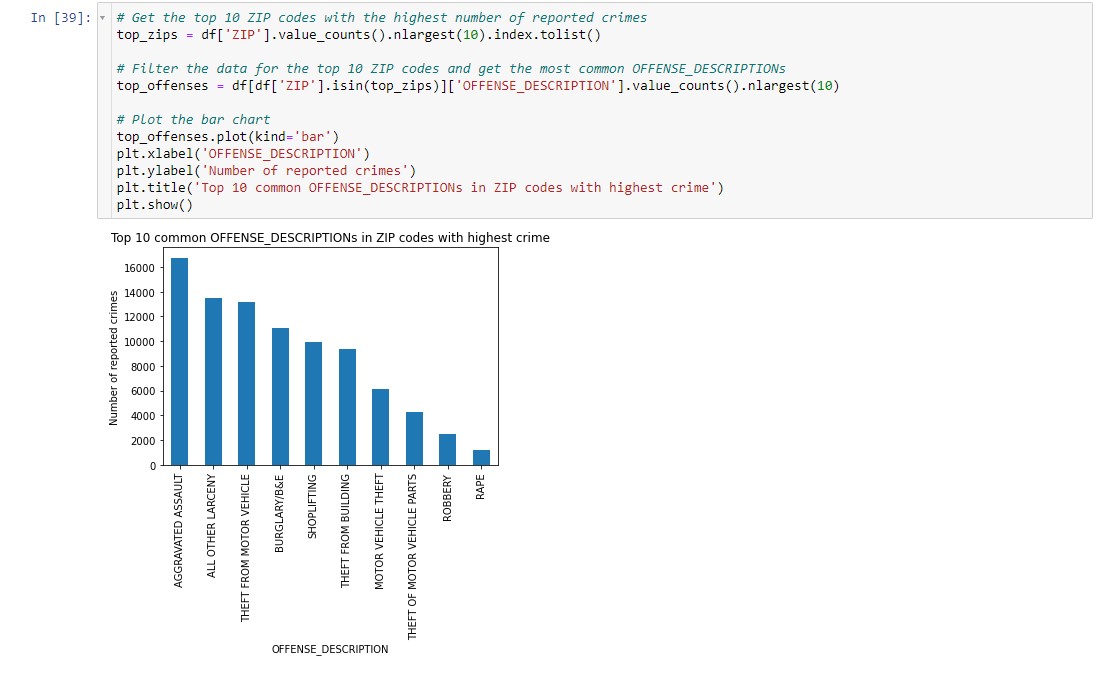 In [39]:
# Get the top 10 ZIP codes with the highest number of reported crimes
top_zips = df['ZIP'].value_counts().nlargest(10).index.tolist()
# Filter the data for the top 10 ZIP codes and get the most common OFFENSE_DESCRIPTIONs
top_offenses = df[df['ZIP'].isin(top_zips)]['OFFENSE_DESCRIPTION'].value_counts().nlargest(10)
# Plot the bar chart
top_offenses.plot(kind='bar')
plt.xlabel('OFFENSE_DESCRIPTION')
plt.ylabel('Number of reported crimes')
plt.title('Top 10 common OFFENSE_DESCRIPTIONs in ZIP codes with highest crime')
plt.show()
Top 10 common OFFENSE_DESCRIPTIONs in ZIP codes with highest crime
Number of reported crimes
16000
14000
12000
10000
8000
6000
4000
2000
0
AGGRAVATED ASSAULT
ALL OTHER LARCENY
THEFT FROM MOTOR VEHICLE
BURGLARY/B&E
SHOPLIFTING
THEFT FROM BUILDING
MOTOR VEHICLE THEFT
THEFT OF MOTOR VEHICLE PARTS
ROBBERY
RAPE
OFFENSE_DESCRIPTION